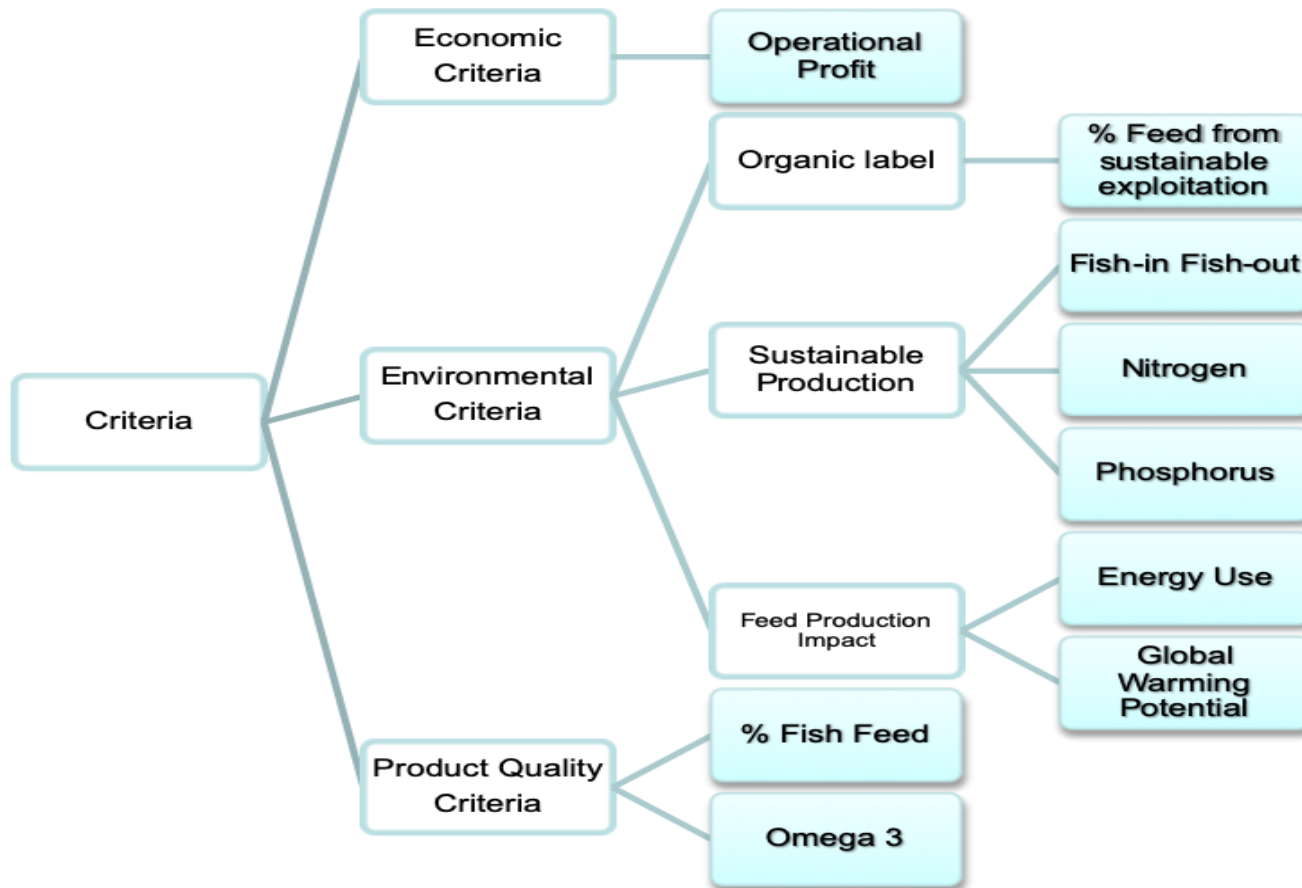 Economic
Criteria
Operational
Profit
Organic label
% Feed from
sustainable
exploitation
Fish-in Fish-out
Criteria
Environmental
Criteria
Sustainable
Production
Nitrogen
Phosphorus
Feed Production
Impact
Energy Use
Global
Warming
Potential
Product Quality
Criteria
% Fish Feed
Omega 3